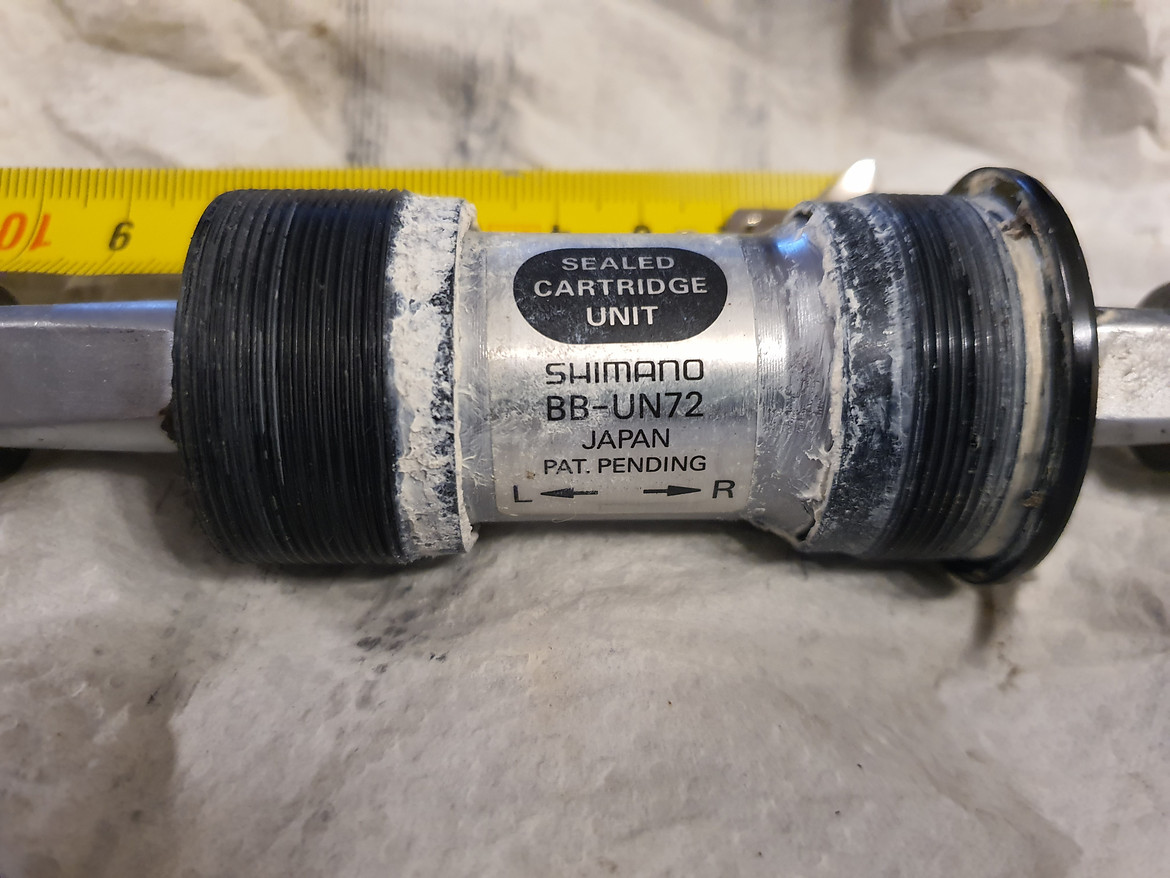 10
9
SEALED
CARTRIDGE
UNIT
SHIMANO
BB-UN72
JAPAN
PAT. PENDING
L R